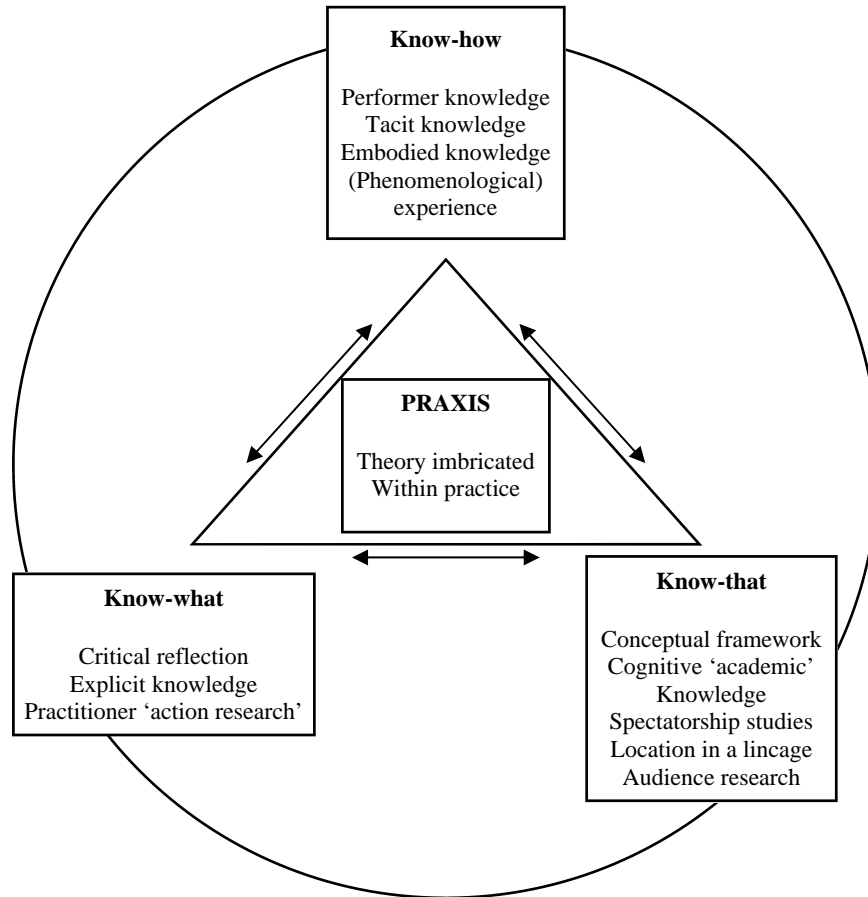 Know-how
Performer knowledge
Tacit knowledge
Embodied knowledge
(Phenomenological)
experience
PRAXIS
Theory imbricated
Within practice
Know-what
Critical reflection
Explicit knowledge
Practitioner ‘action research’
Know-that
Conceptual framework
Cognitive ‘academic’
Knowledge
Spectatorship studies
Location in a lincage
Audience research